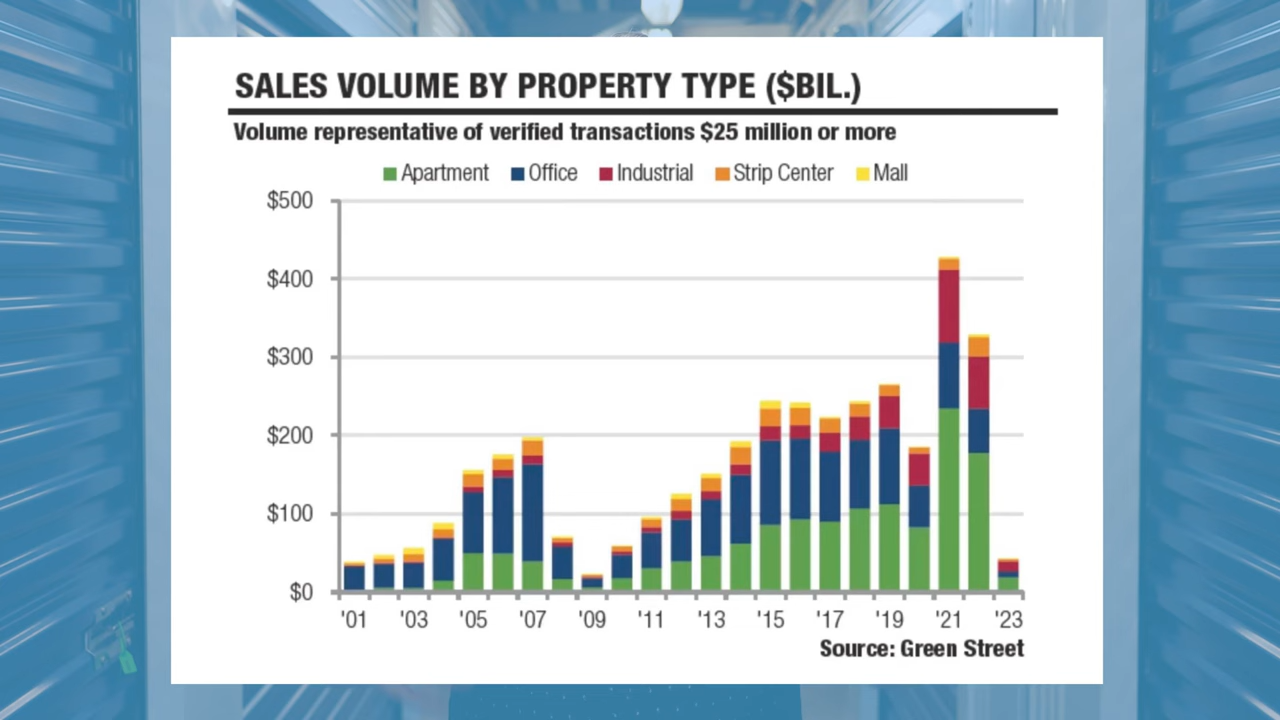 SALES VOLUME BY PROPERTY TYPE ($BIL.)
Volume representative of verified transactions $25 million or more
Apartment Office Industrial Strip Center Mall
$500
$400
$300
$200
$100
$0
'01 '03 '05 '07 '09 '11 '13 '15 '17 '19 '21 '23
Source: Green Street